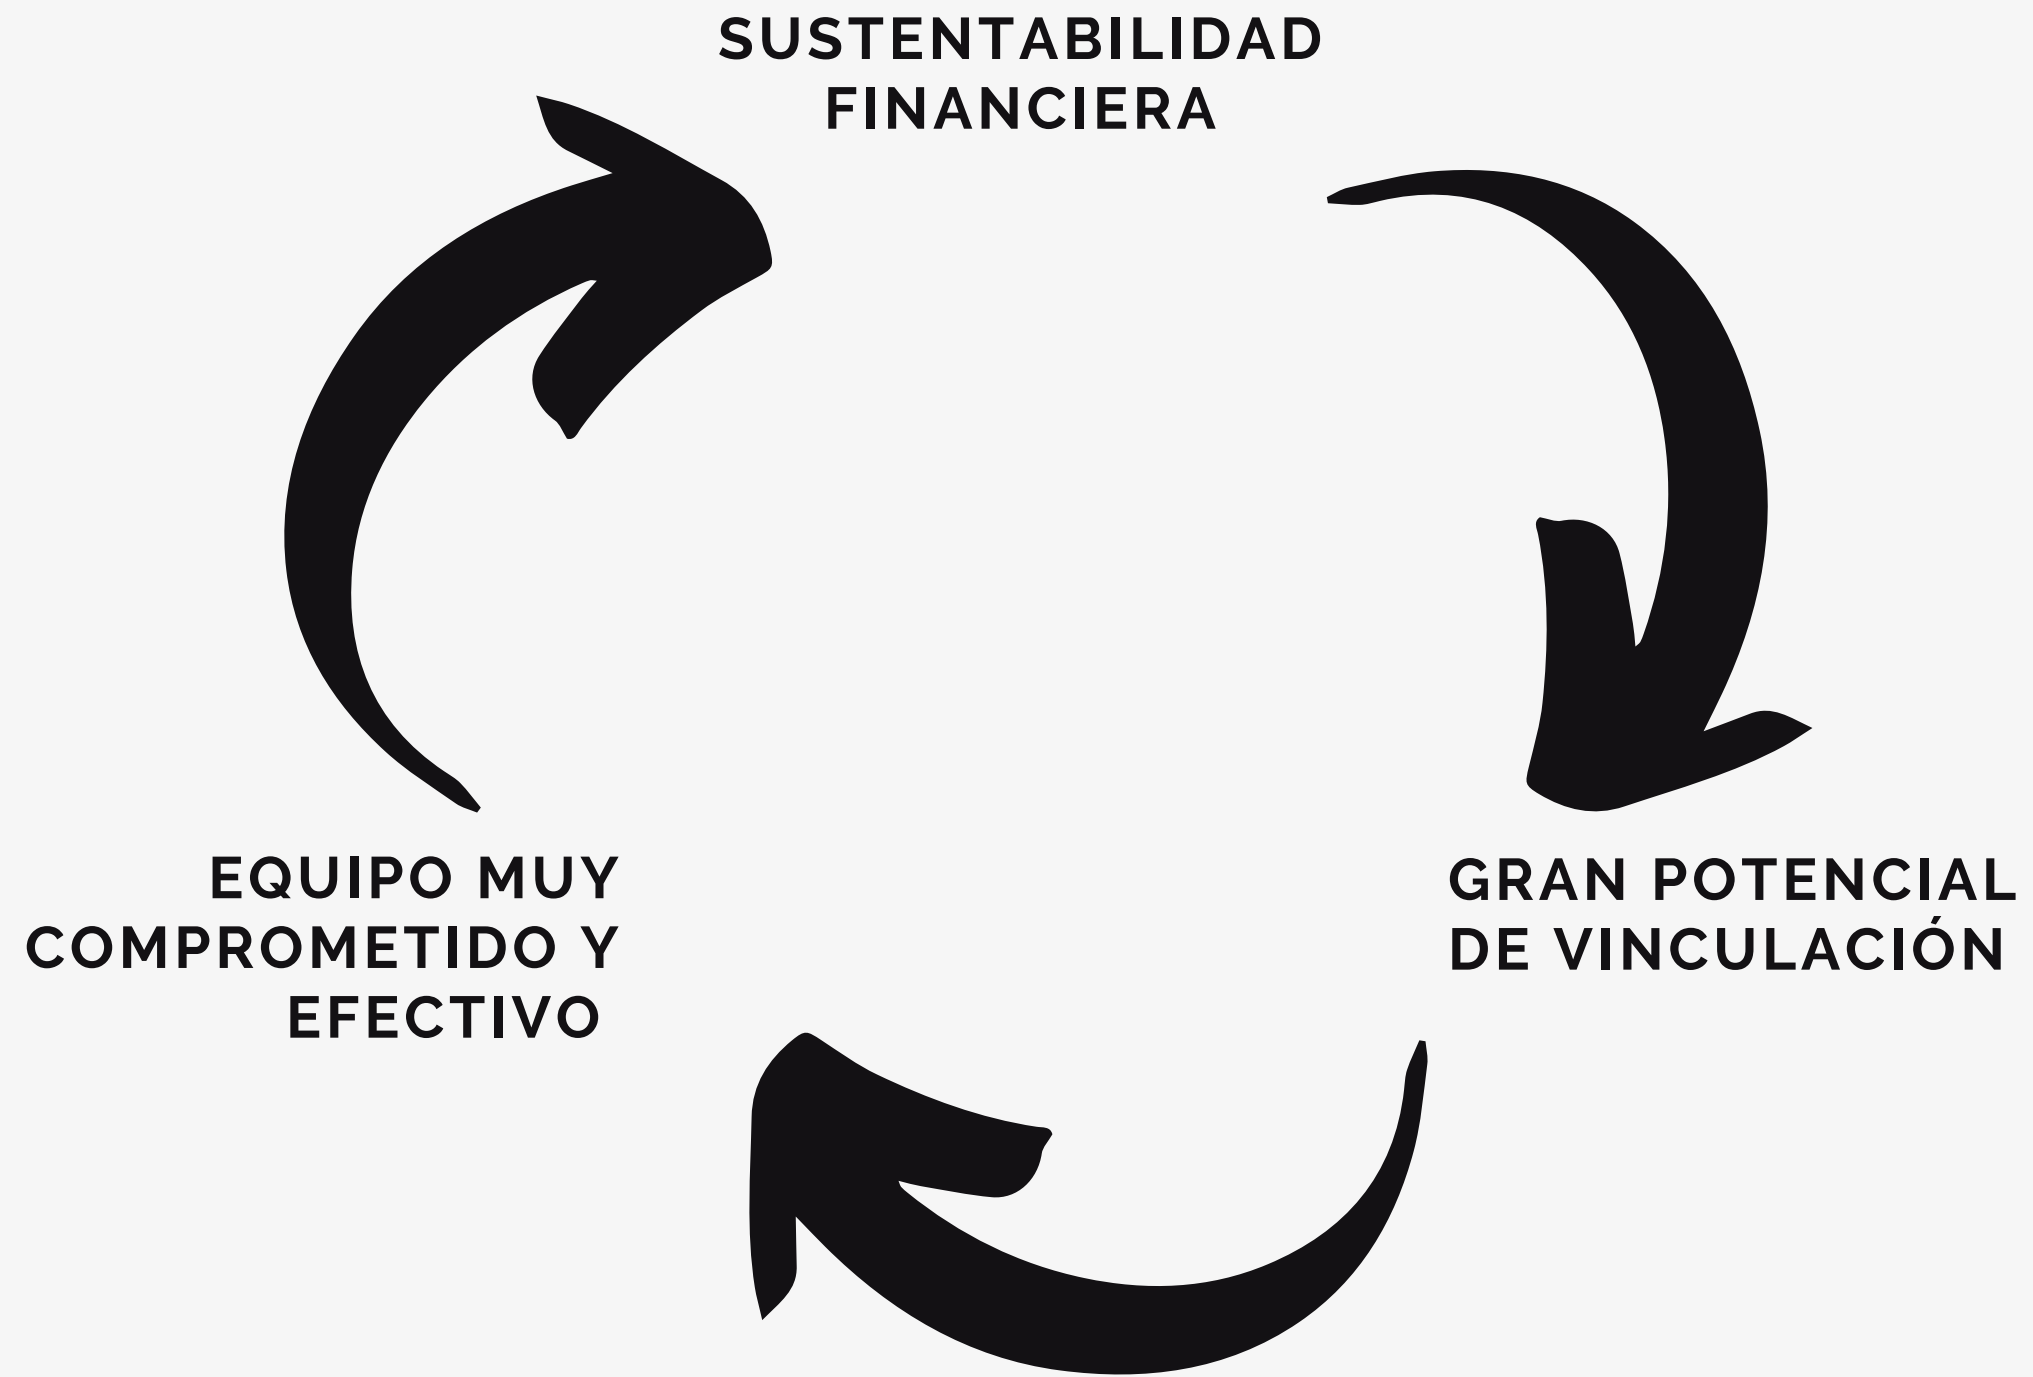 SUSTENTABILIDAD
FINANCIERA
EQUIPO MUY
COMPROMETIDO Y
EFECTIVO
GRAN POTENCIAL
DE VINCULACIÓN